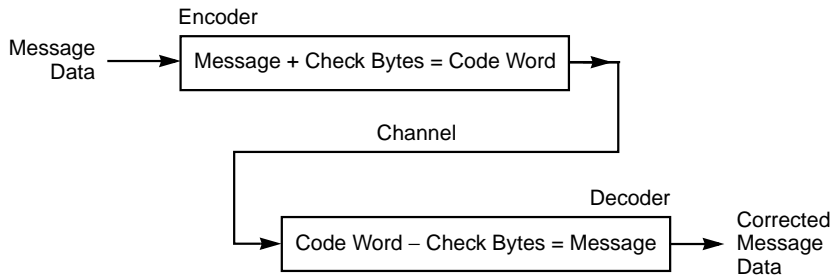 Encoder
Message
Data
Message + Check Bytes = Code Word
Channel
Decoder
Code Word − Check Bytes = Message
Corrected
Message
Data